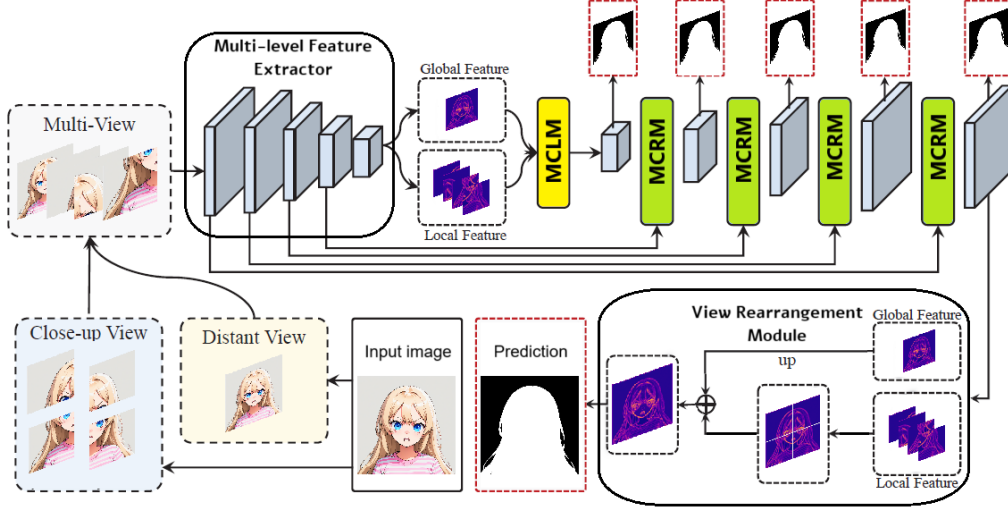 Multi-level Feature
Extractor
Global Feature
Local Feature
MCLM
MCRM
MCRM
MCRM
MCRM
Multi-View
Close-up View
Distant View
Input image
Prediction
View Rearrangement
Module
Global Feature
up
Local Feature